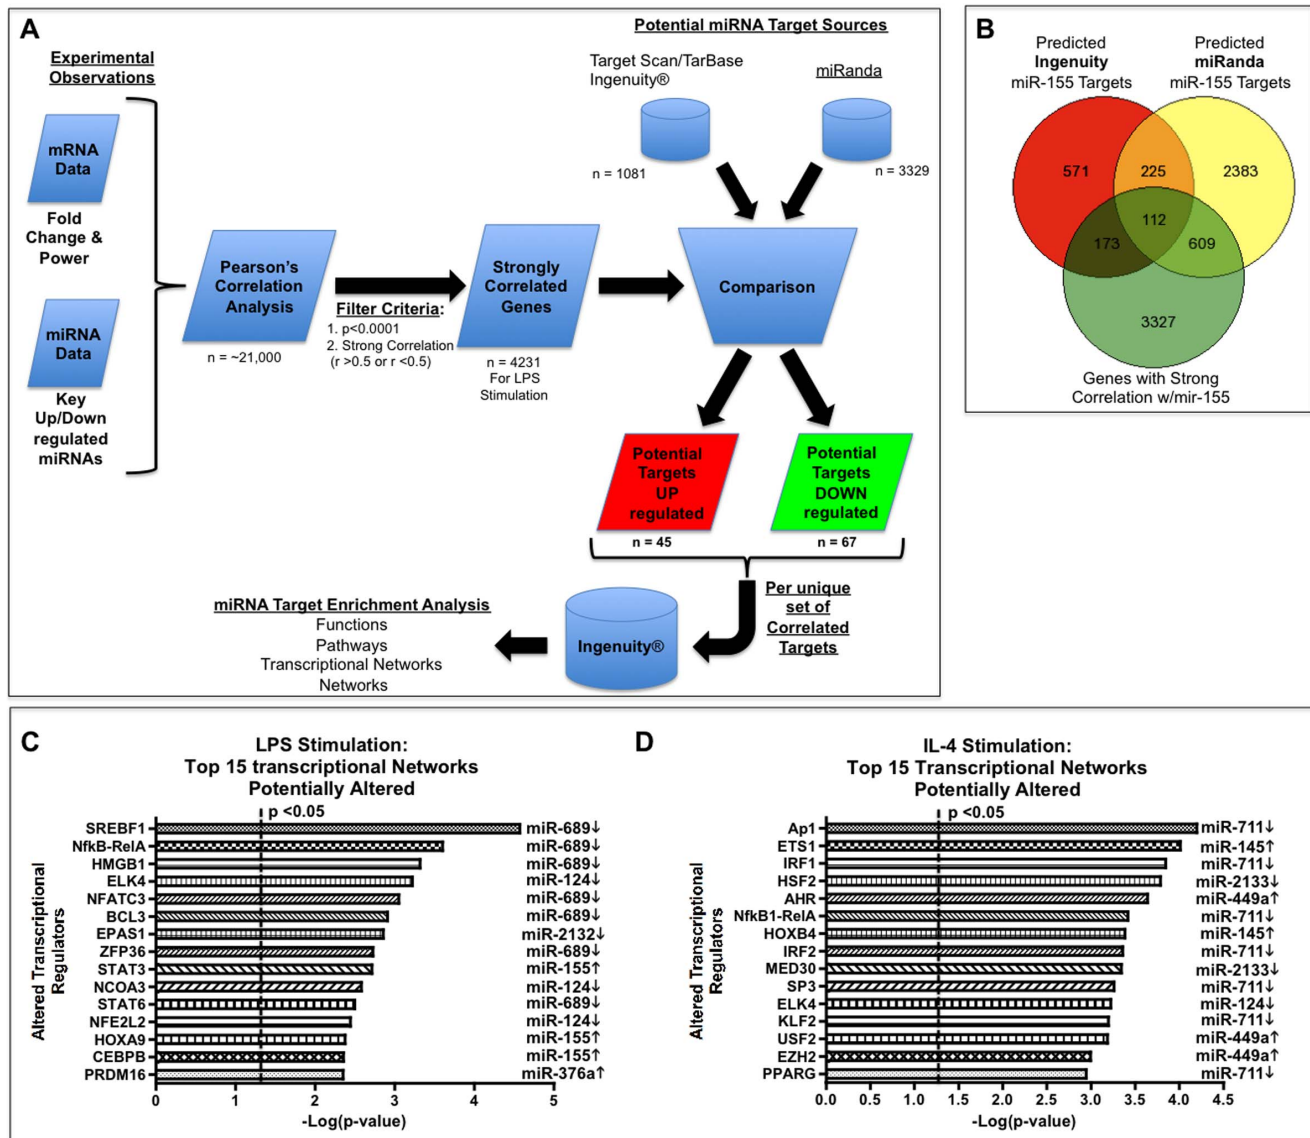 A
Experimental
Observations
mRNA
Data
Fold
Change &
Power
miRNA
Data
Key
Up/Down
regulated
miRNAs
Pearson's
Correlation
Analysis
n = ~21,000
Filter Criteria:
1. p<0.0001
2. Strong Correlation
(r >0.5 or r <0.5)
Strongly
Correlated
Genes
n = 4231
For LPS
Stimulation
Potential miRNA Target Sources
Target Scan/TarBase
Ingenuity®
miRanda
n = 1081
n = 3329
Comparison
Potential
Targets
UP
regulated
n = 45
Potential
Targets
DOWN
regulated
n = 67
Per unique
set of
Correlated
Targets
Ingenuity®
miRNA Target Enrichment Analysis
Functions
Pathways
Transcriptional Networks
Networks
B
Predicted
Ingenuity
miR-155 Targets
Predicted
miRanda
miR-155 Targets
571
225
2383
112
173
609
3327
Genes with Strong
Correlation w/mir-155
C
LPS Stimulation:
Top 15 transcriptional Networks
Potentially Altered
p <0.05
Altered Transcriptional
Regulators
SREBF1 miR-689↓
NfkB-RelA miR-689↓
HMGB1 miR-689↓
ELK4 miR-124↓
NFATC3 miR-689↓
BCL3 miR-689↓
EPAS1 miR-2132↓
ZFP36 miR-689↓
STAT3 miR-155↑
NCOA3 miR-124↓
STAT6 miR-689↓
NFE2L2 miR-124↓
HOXA9 miR-155↑
CEBPB miR-155↑
PRDM16 miR-376a↑
0 1 2 3 4 5
-Log(p-value)
D
IL-4 Stimulation:
Top 15 Transcriptional Networks
Potentially Altered
p <0.05
Altered Transcriptional
Regulators
Ap1 miR-711↓
ETS1 miR-145↑
IRF1 miR-711↓
HSF2 miR-2133↓
AHR miR-449a↑
NfkB1-RelA miR-711↓
HOXB4 miR-145↑
IRF2 miR-711↓
MED30 miR-2133↓
SP3 miR-711↓
ELK4 miR-124↓
KLF2 miR-711↓
USF2 miR-449a↑
EZH2 miR-449a↑
PPARG miR-711↓
0.0 0.5 1.0 1.5 2.0 2.5 3.0 3.5 4.0 4.5
-Log(p-value)